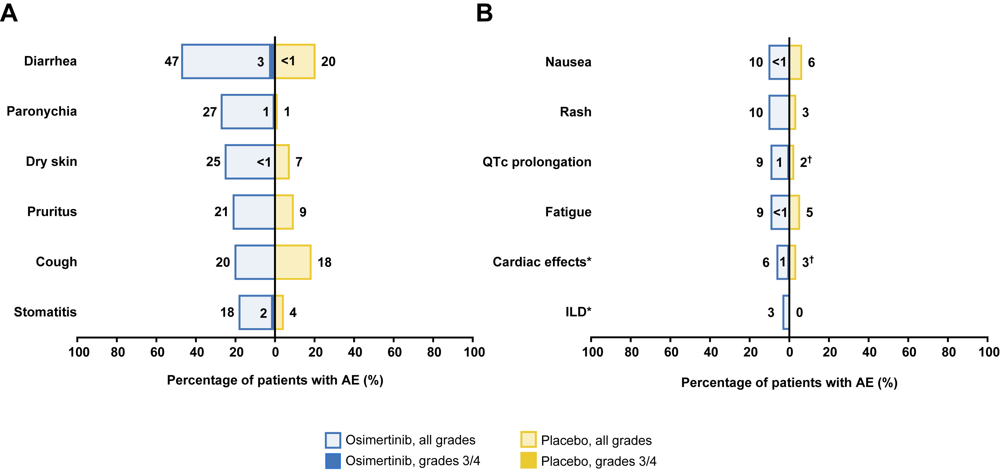 A
Diarrhea 47 3 <1 20
Paronychia 27 1 1
Dry skin 25 <1 7
Pruritus 21 9
Cough 20 18
Stomatitis 18 2 4
100 80 60 40 20 0 20 40 60 80 100
Percentage of patients with AE (%)
B
Nausea 10 <1 6
Rash 10 3
QTc prolongation 9 1 2†
Fatigue 9 <1 5
Cardiac effects* 6 1 3†
ILD* 3 0
100 80 60 40 20 0 20 40 60 80 100
Percentage of patients with AE (%)
Osimertinib, all grades
Osimertinib, grades 3/4
Placebo, all grades
Placebo, grades 3/4